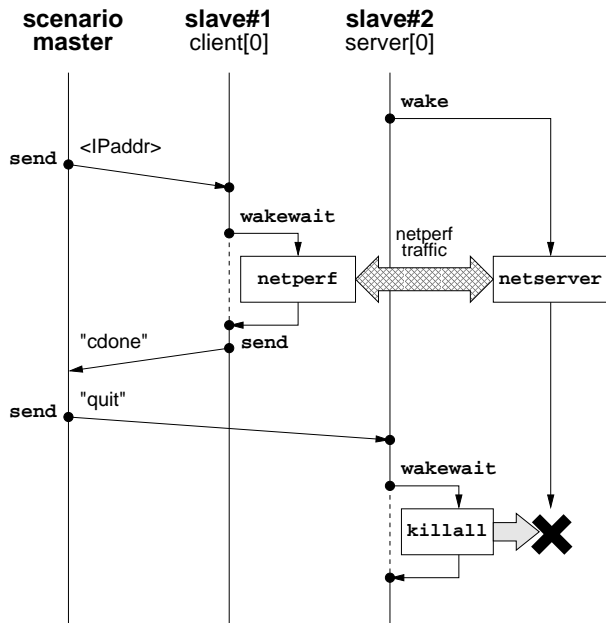 scenario
master
slave#1
client[0]
slave#2
server[0]
wake
<IPaddr>
send
wakewait
netperf
traffic
netperf
netserver
send
"cdone"
"quit"
send
wakewait
killall